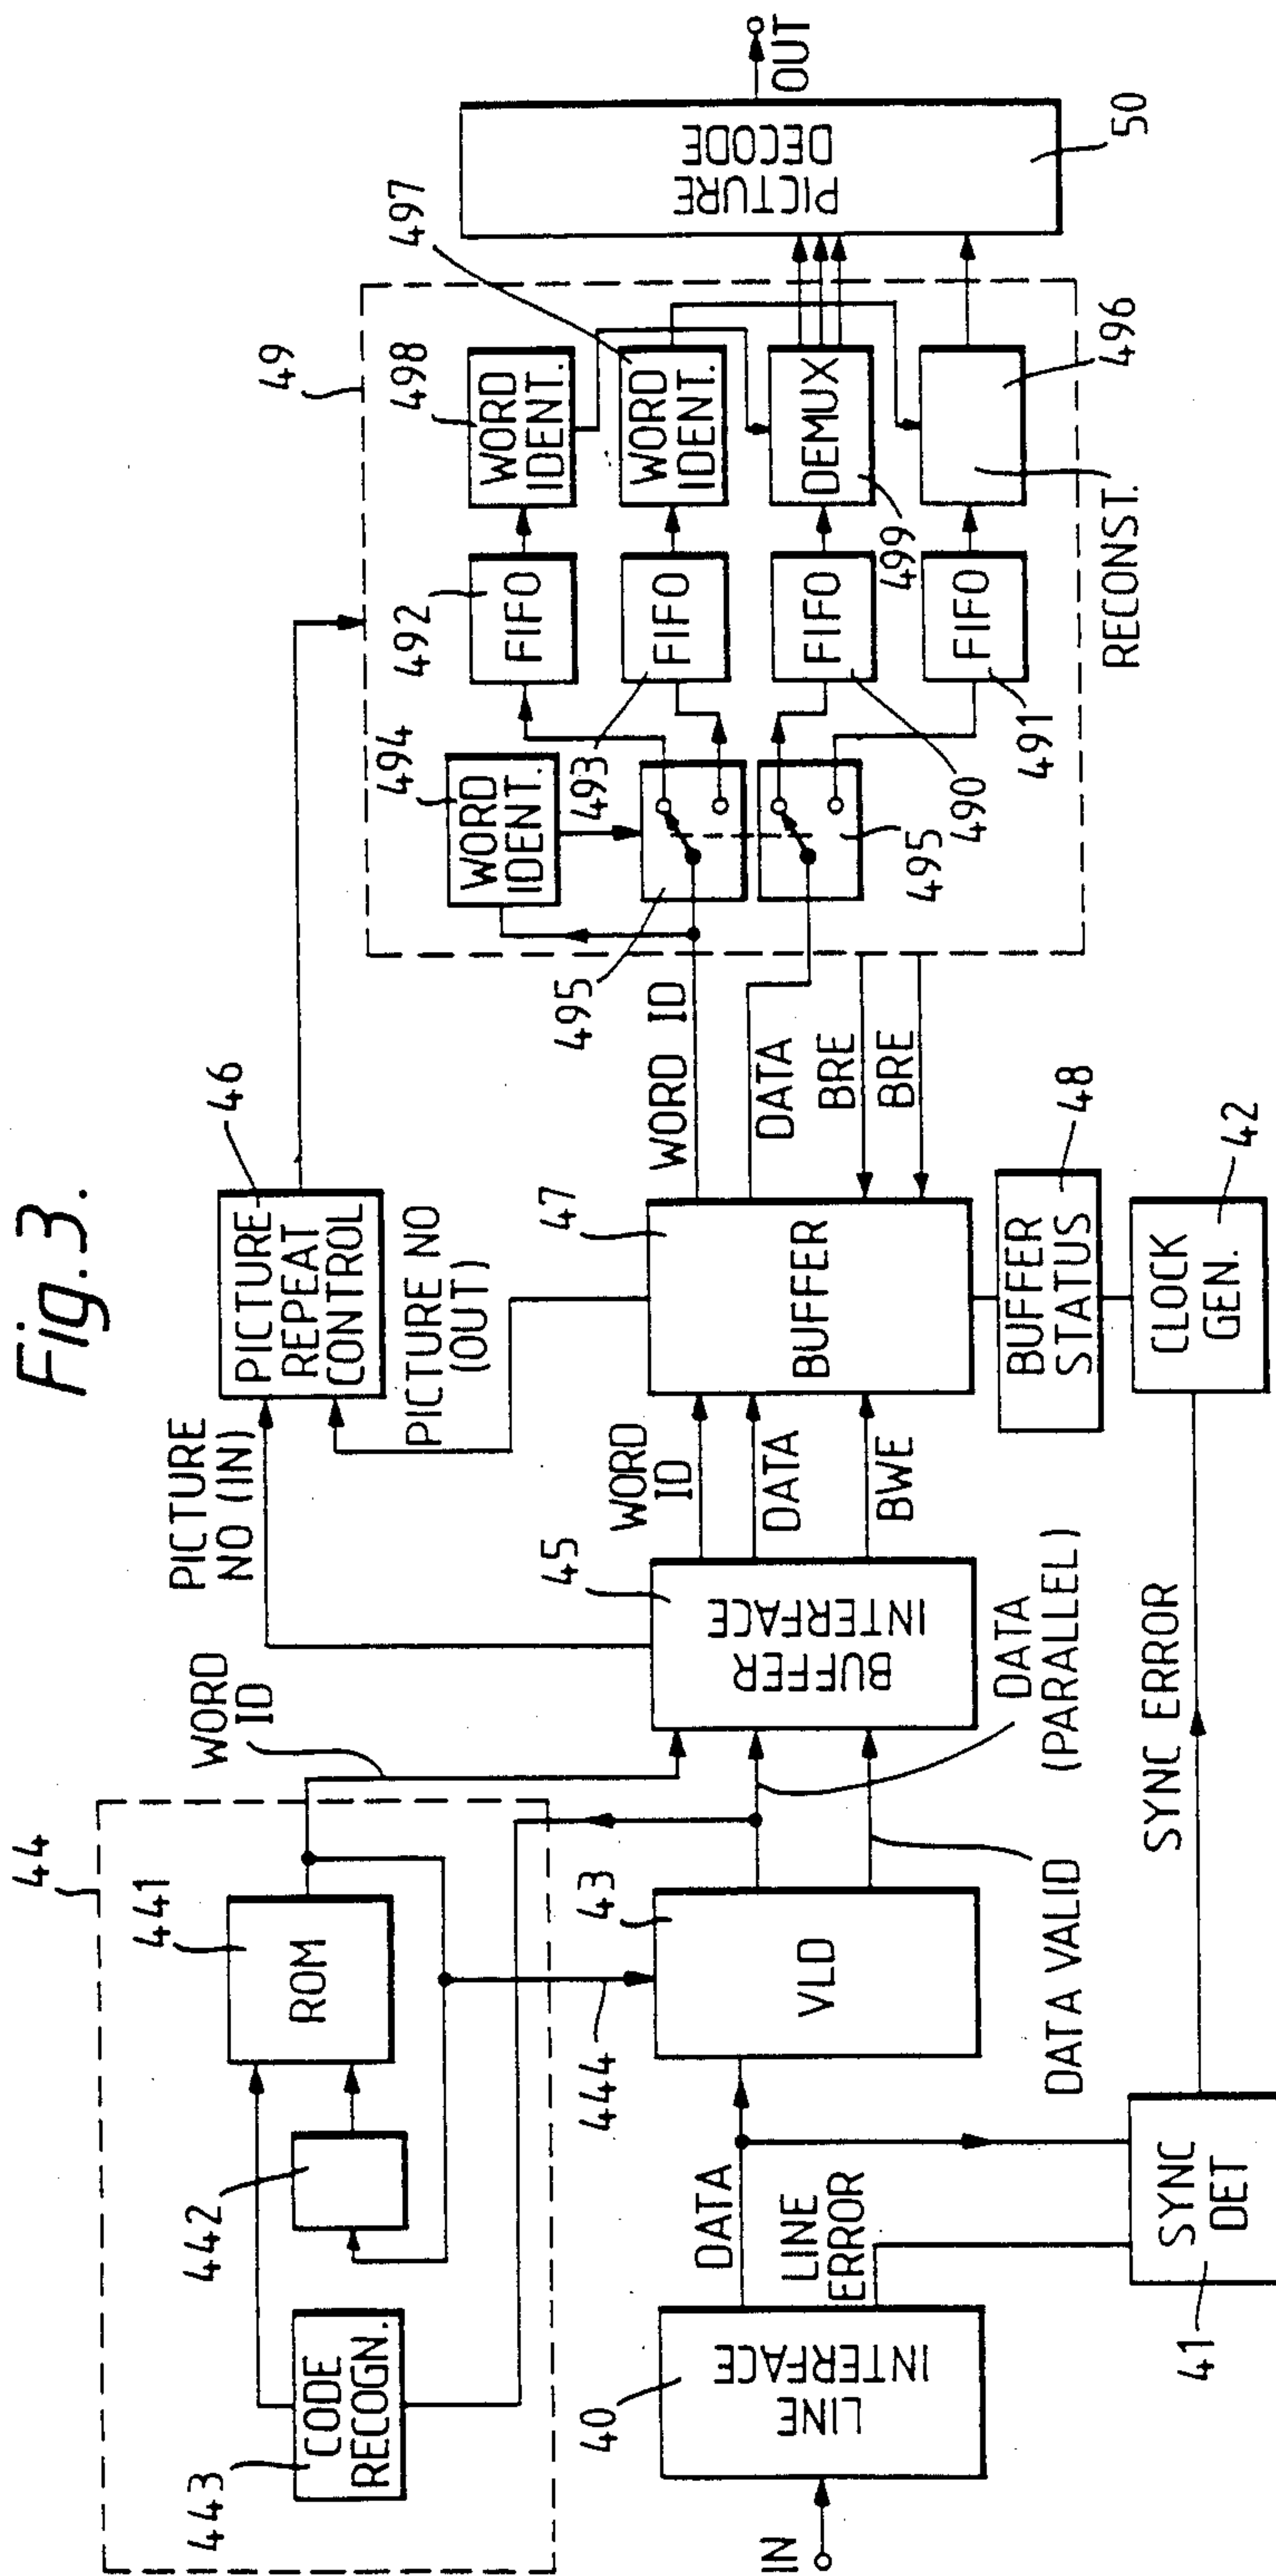 Fig.3.
44
443
CODE
RECOGN.
442
441
ROM
444
WORD
ID
PICTURE
NO (IN)
46
PICTURE
REPEAT
CONTROL
PICTURE NO
(OUT)
IN
40
LINE
INTERFACE
DATA
LINE
ERROR
43
VLD
DATA VALID
DATA
(PARALLEL)
45
BUFFER
INTERFACE
WORD
ID
DATA
BWE
47
BUFFER
WORD ID
DATA
BRE
BRE
41
SYNC
DET
SYNC ERROR
48
BUFFER
STATUS
42
CLOCK
GEN.
49
494
WORD
IDENT.
495
495
492
FIFO
498
WORD
IDENT.
493
FIFO
497
WORD
IDENT.
490
FIFO
499
DEMUX
491
FIFO
496
RECONST.
PICTURE
DECODE
50
OUT